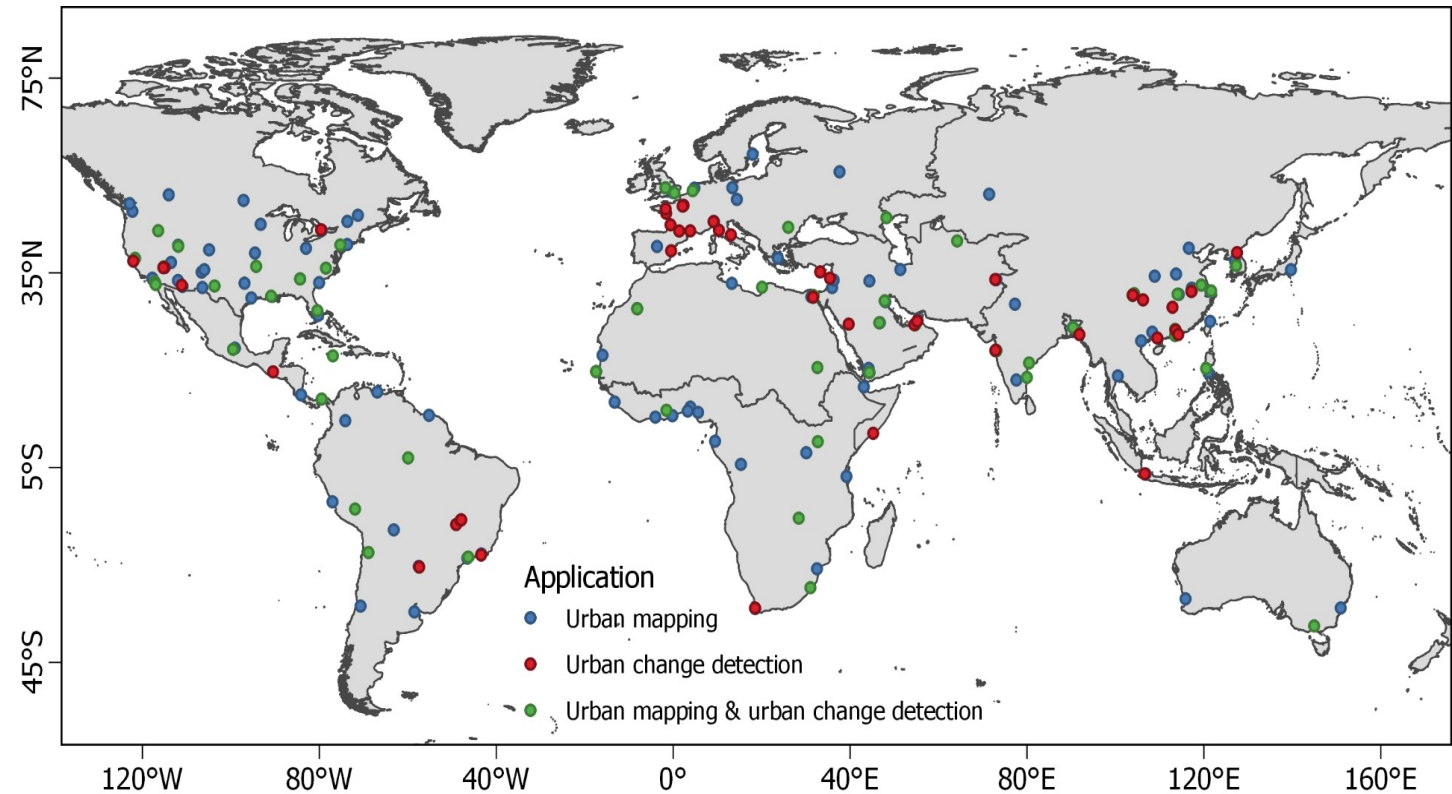 75°N
35°N
5°S
45°S
Application
Urban mapping
Urban change detection
Urban mapping & urban change detection
120°W
80°W
40°W
0°
40°E
80°E
120°E
160°E